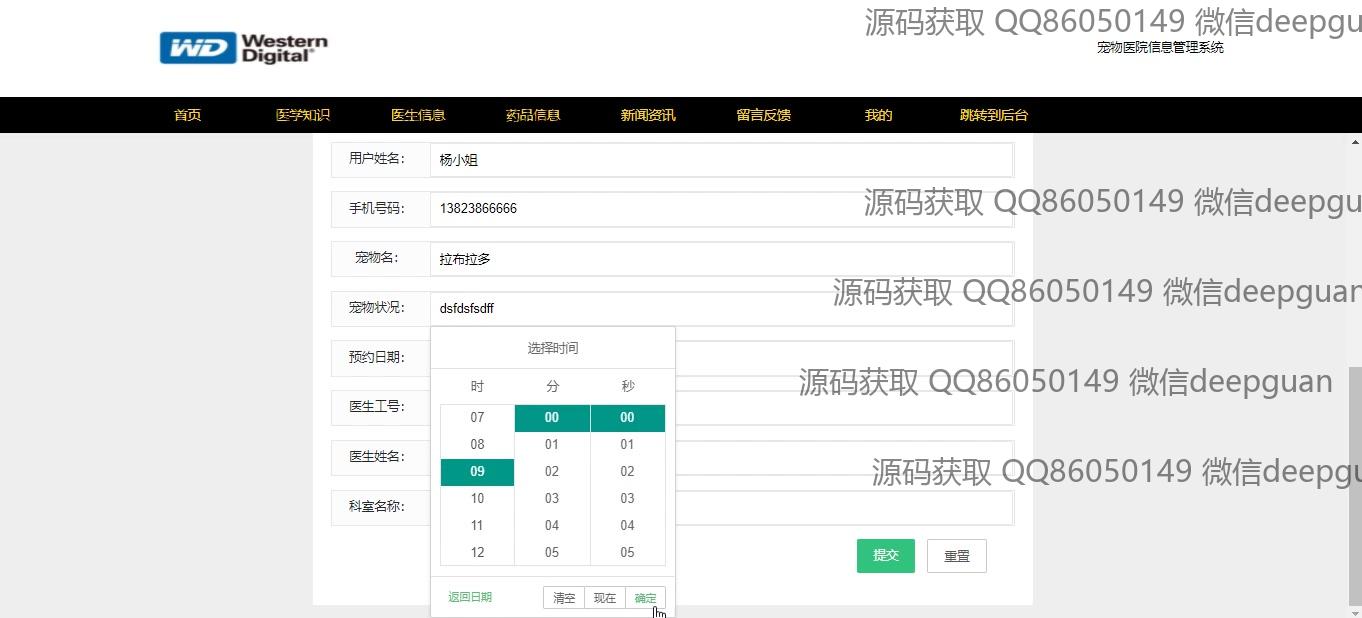 源码获取 QQ86050149 微信deepgu
WD Western Digital
宠物医院信息管理系统
首页 医学知识 医生信息 药品信息 新闻资讯 留言反馈 我的 跳转到后台
用户姓名： 杨小姐
手机号码： 13823866666
源码获取 QQ86050149 微信deepgu
宠物名： 拉布拉多
源码获取 QQ86050149 微信deepguan
宠物状况： dsfdsfsdff
选择时间
预约日期：
源码获取 QQ86050149 微信deepguan
时 分 秒
医生工号：
07 00 00
08 01 01
医生姓名：
09 02 02
源码获取 QQ86050149 微信deepgu
10 03 03
科室名称：
11 04 04
12 05 05
提交 重置
返回日期 清空 现在 确定